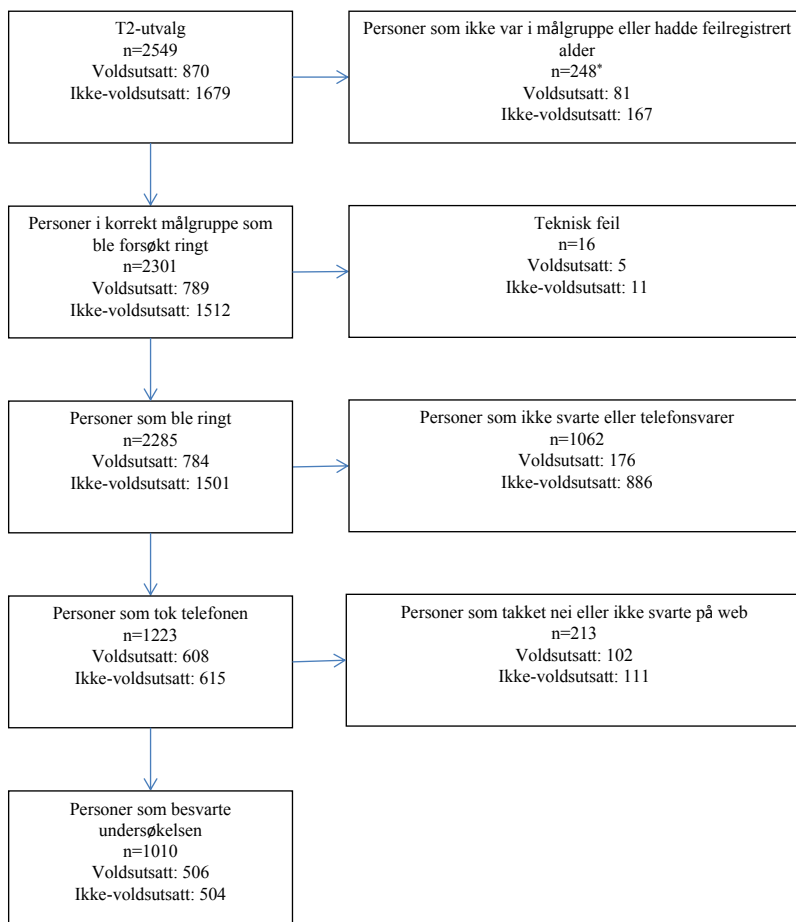 T2-utvalg
n=2549
Voldsutsatt: 870
Ikke-voldsutsatt: 1679
Personer som ikke var i målgruppe eller hadde feilregistrert
alder
n=248*
Voldsutsatt: 81
Ikke-voldsutsatt: 167
Personer i korrekt målgruppe som
ble forsøkt ringt
n=2301
Voldsutsatt: 789
Ikke-voldsutsatt: 1512
Teknisk feil
n=16
Voldsutsatt: 5
Ikke-voldsutsatt: 11
Personer som ble ringt
n=2285
Voldsutsatt: 784
Ikke-voldsutsatt: 1501
Personer som ikke svarte eller telefonsvarer
n=1062
Voldsutsatt: 176
Ikke-voldsutsatt: 886
Personer som tok telefonen
n=1223
Voldsutsatt: 608
Ikke-voldsutsatt: 615
Personer som takket nei eller ikke svarte på web
n=213
Voldsutsatt: 102
Ikke-voldsutsatt: 111
Personer som besvarte
undersøkelsen
n=1010
Voldsutsatt: 506
Ikke-voldsutsatt: 504